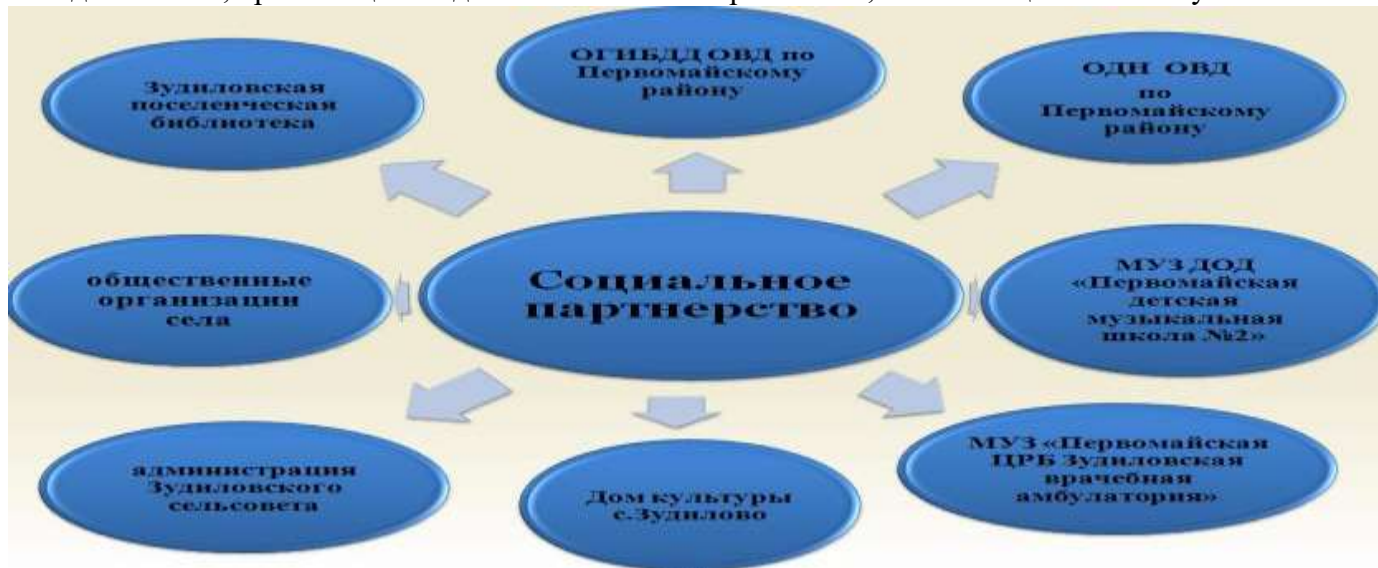 ОГИБДД ОВД по
Первомайскому
району
Зудиловская
поселенческая
библиотека
ОДН ОВД
по
Первомайскому
району
общественные
организации
села
Социальное
партнерство
МУЗ ДОД
«Первомайская
детская
музыкальная
школа №2»
администрация
Зудиловского
сельсовета
Дом культуры
с.Зудилово
МУЗ «Первомайская
ЦРБ Зудиловская
врачебная
амбулатория»